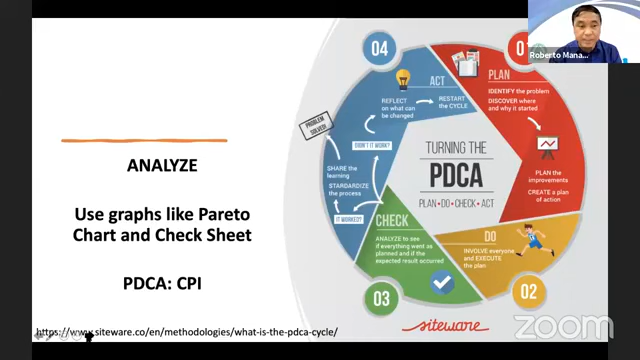 ANALYZE
Use graphs like Pareto
Chart and Check Sheet
PDCA: CPI
https://www.siteware.co/en/methodologies/what-is-the-pdca-cycle/
04
ACT
REFLECT
on what can
be changed
RESTART
the CYCLE
PROBLEM
SOLVED!
DIDN'T IT WORK?
SHARE the
learning
STARDARDIZE
the process
IT WORKED?
PLAN
IDENTIFY the problem
DISCOVER where
and why it started
PLAN the
improvements
CREATE a plan
of action
TURNING THE
PDCA
PLAN • DO • CHECK • ACT
CHECK
ANALYZE to see
if everything went as
planned and if the
expected result occurred
03
DO
INVOLVE everyone
and EXECUTE
the plan
02
siteware
Roberto Mana...
zoom